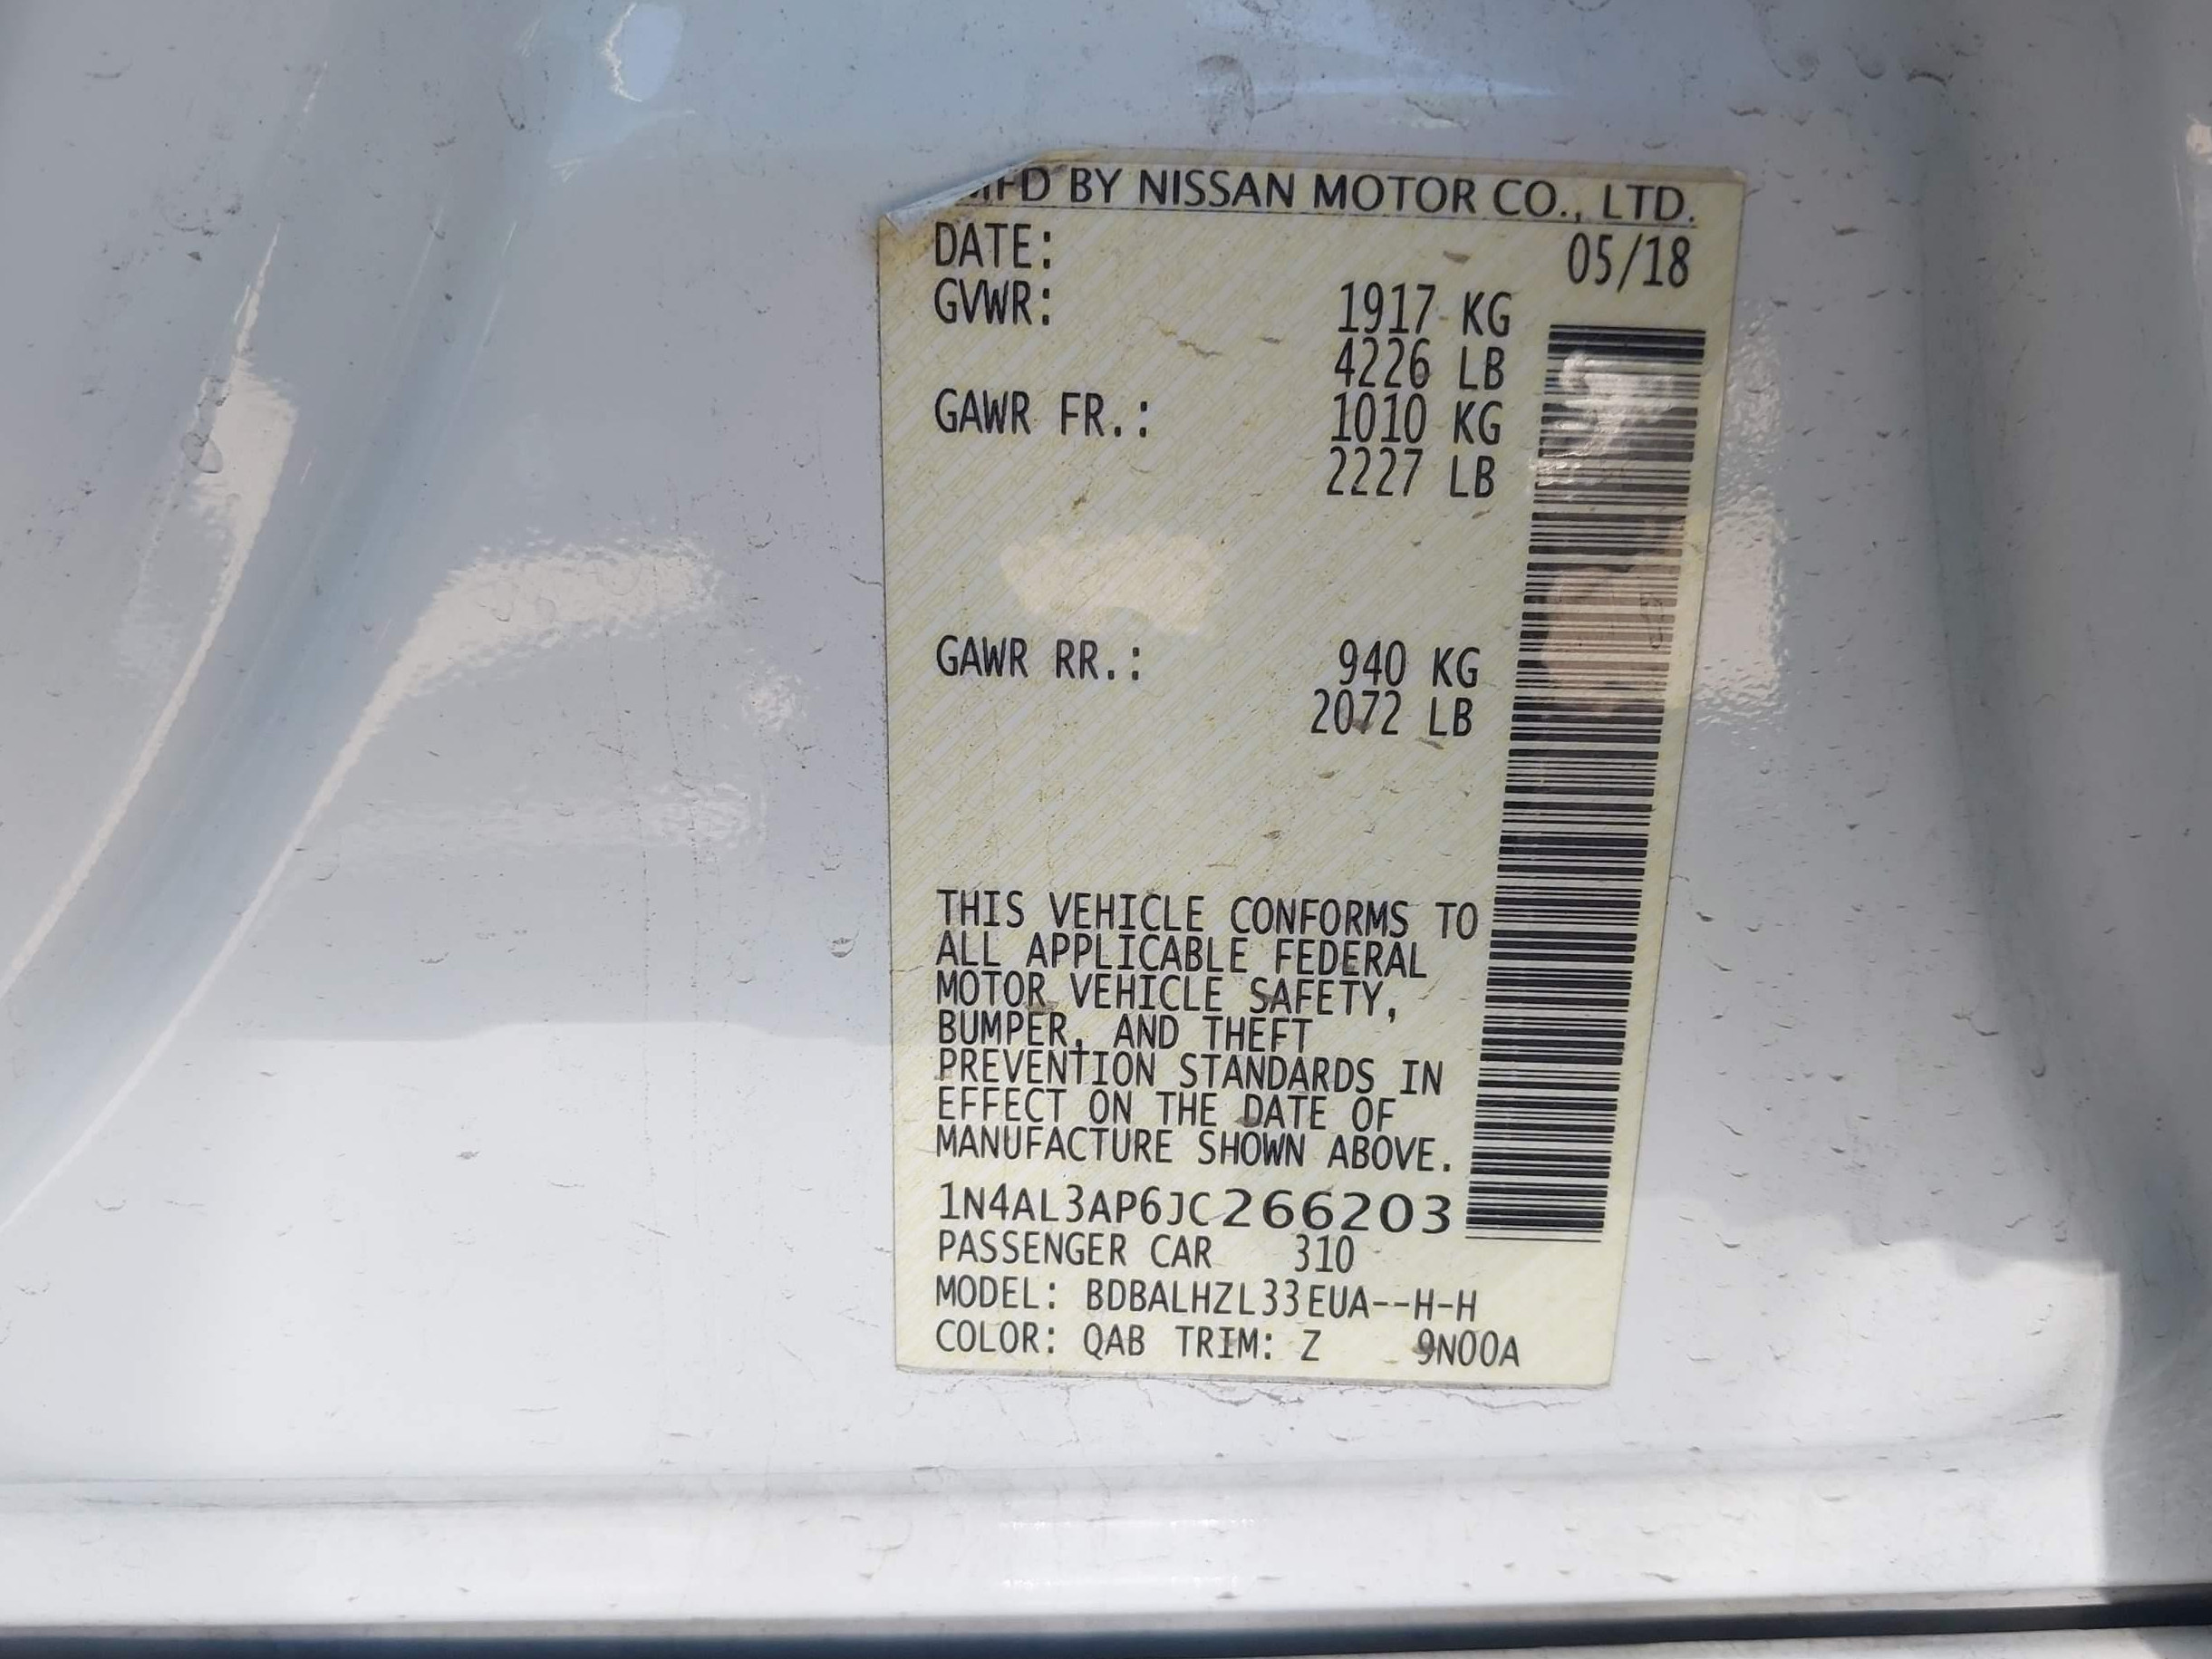 MFD BY NISSAN MOTOR CO., LTD.
DATE: 05/18
GVWR: 1917 KG
4226 LB
GAWR FR.: 1010 KG
2227 LB
GAWR RR.: 940 KG
2072 LB
THIS VEHICLE CONFORMS TO
ALL APPLICABLE FEDERAL
MOTOR VEHICLE SAFETY,
BUMPER, AND THEFT
PREVENTION STANDARDS IN
EFFECT ON THE DATE OF
MANUFACTURE SHOWN ABOVE.
1N4AL3AP6JC266203
PASSENGER CAR 310
MODEL: BDBALHZL33EUA--H-H
COLOR: QAB TRIM: Z 9N00A